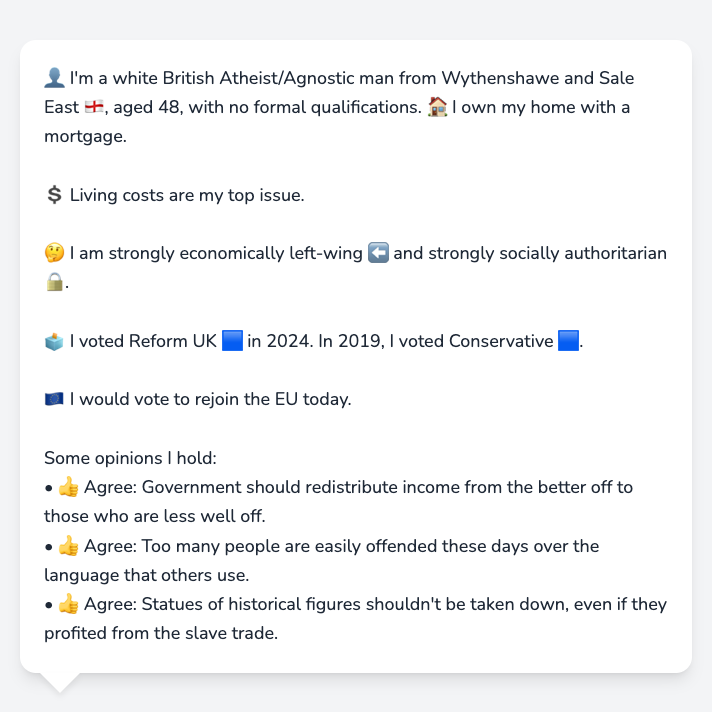 👤 I'm a white British Atheist/Agnostic man from Wythenshawe and Sale
East 🏴󠁧󠁢󠁥󠁮󠁧󠁿, aged 48, with no formal qualifications. 🏠 I own my home with a
mortgage.
💲 Living costs are my top issue.
🤔 I am strongly economically left-wing ⬅️ and strongly socially authoritarian
🔒.
🗳️ I voted Reform UK 🟦 in 2024. In 2019, I voted Conservative 🟦.
🇪🇺 I would vote to rejoin the EU today.
Some opinions I hold:
• 👍 Agree: Government should redistribute income from the better off to
those who are less well off.
• 👍 Agree: Too many people are easily offended these days over the
language that others use.
• 👍 Agree: Statues of historical figures shouldn't be taken down, even if they
profited from the slave trade.